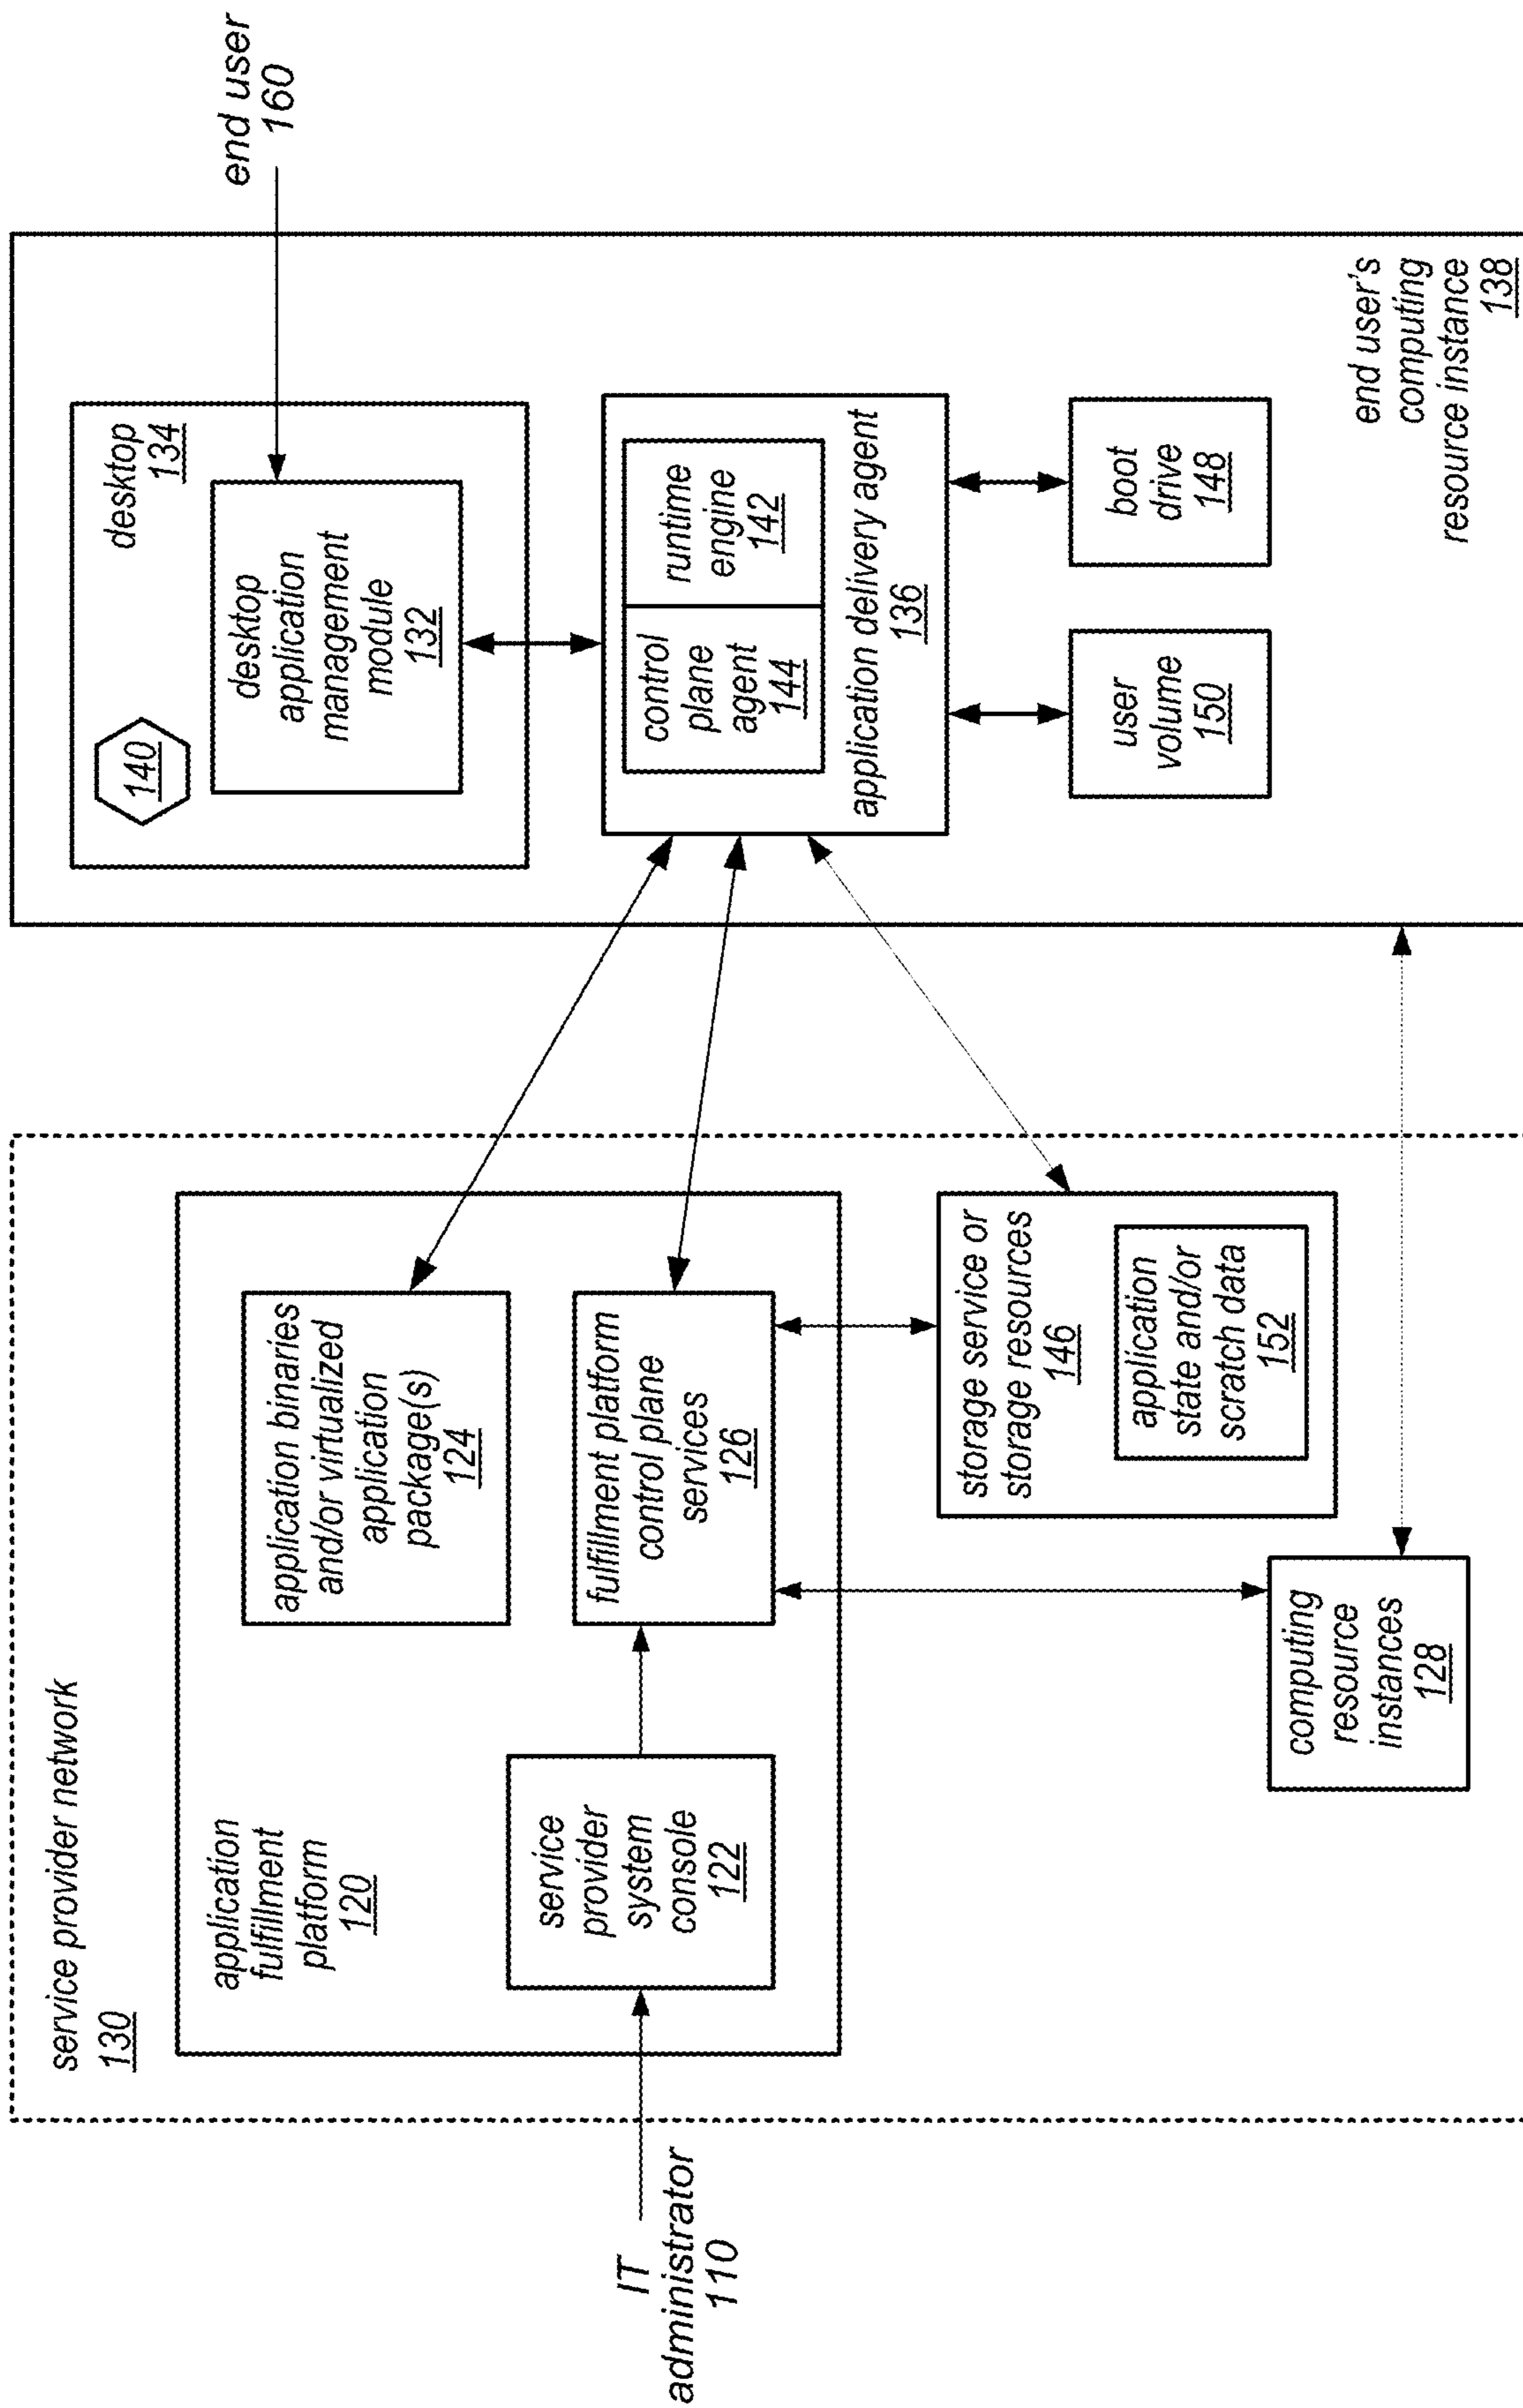 service provider network
130
application
fulfillment
platform
120
service
provider
system
console
122
application binaries
and/or virtualized
application
package(s)
124
fulfillment platform
control plane
services
126
storage service or
storage resources
146
application
state and/or
scratch data
152
computing
resource
instances
128
IT
administrator
110
desktop
134
140
desktop
application
management
module
132
control
plane
agent
144
runtime
engine
142
application delivery agent
136
user
volume
150
boot
drive
148
end user's
computing
resource instance
138
end user
160